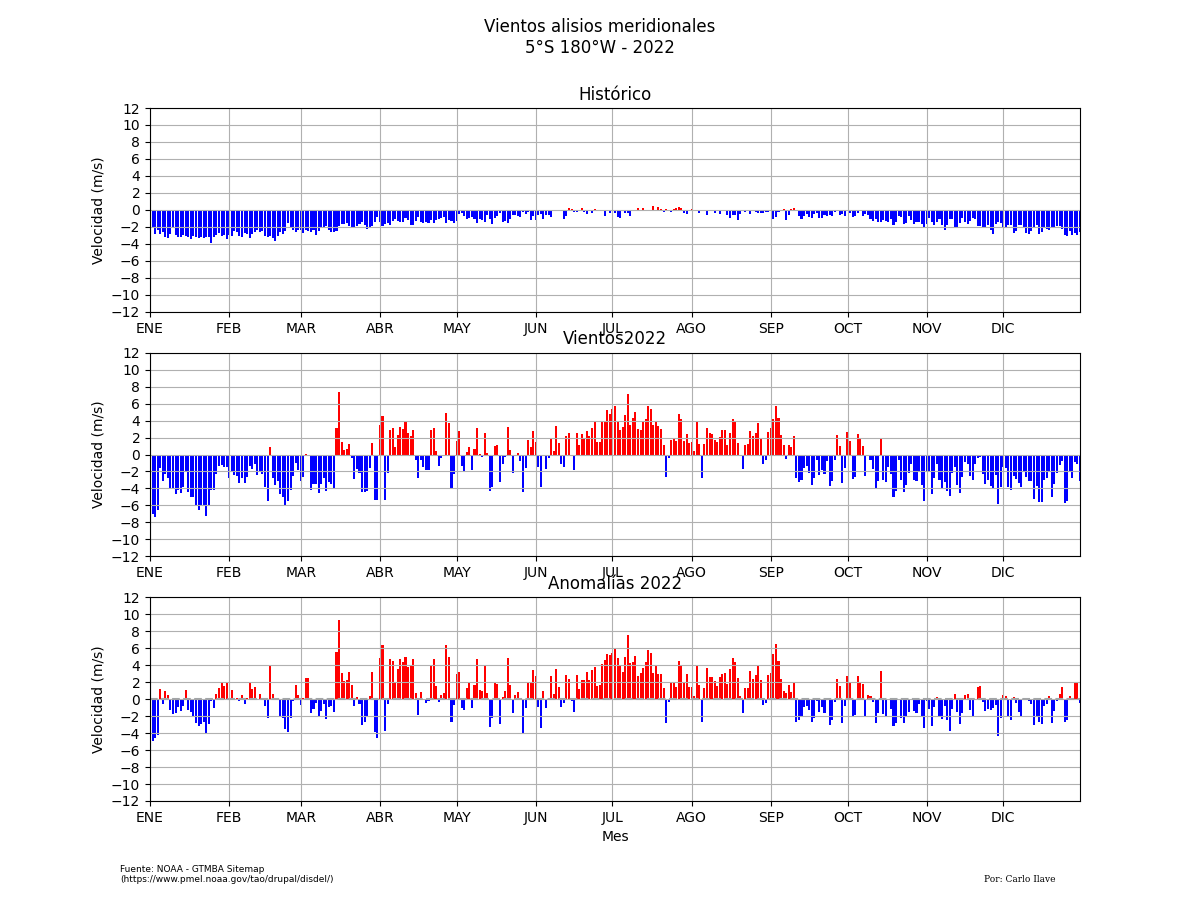 Vientos alisios meridionales
5°S 180°W - 2022
Histórico
12
10
8
6
4
2
0
−2
−4
−6
−8
−10
−12
Velocidad (m/s)
ENE FEB MAR ABR MAY JUN JUL AGO SEP OCT NOV DIC
Vientos2022
12
10
8
6
4
2
0
−2
−4
−6
−8
−10
−12
Velocidad (m/s)
ENE FEB MAR ABR MAY JUN JUL AGO SEP OCT NOV DIC
Anomalías 2022
12
10
8
6
4
2
0
−2
−4
−6
−8
−10
−12
Velocidad (m/s)
ENE FEB MAR ABR MAY JUN JUL AGO SEP OCT NOV DIC
Mes
Fuente: NOAA - GTMBA Sitemap
(https://www.pmel.noaa.gov/tao/drupal/disdel/)
Por: Carlo Ilave